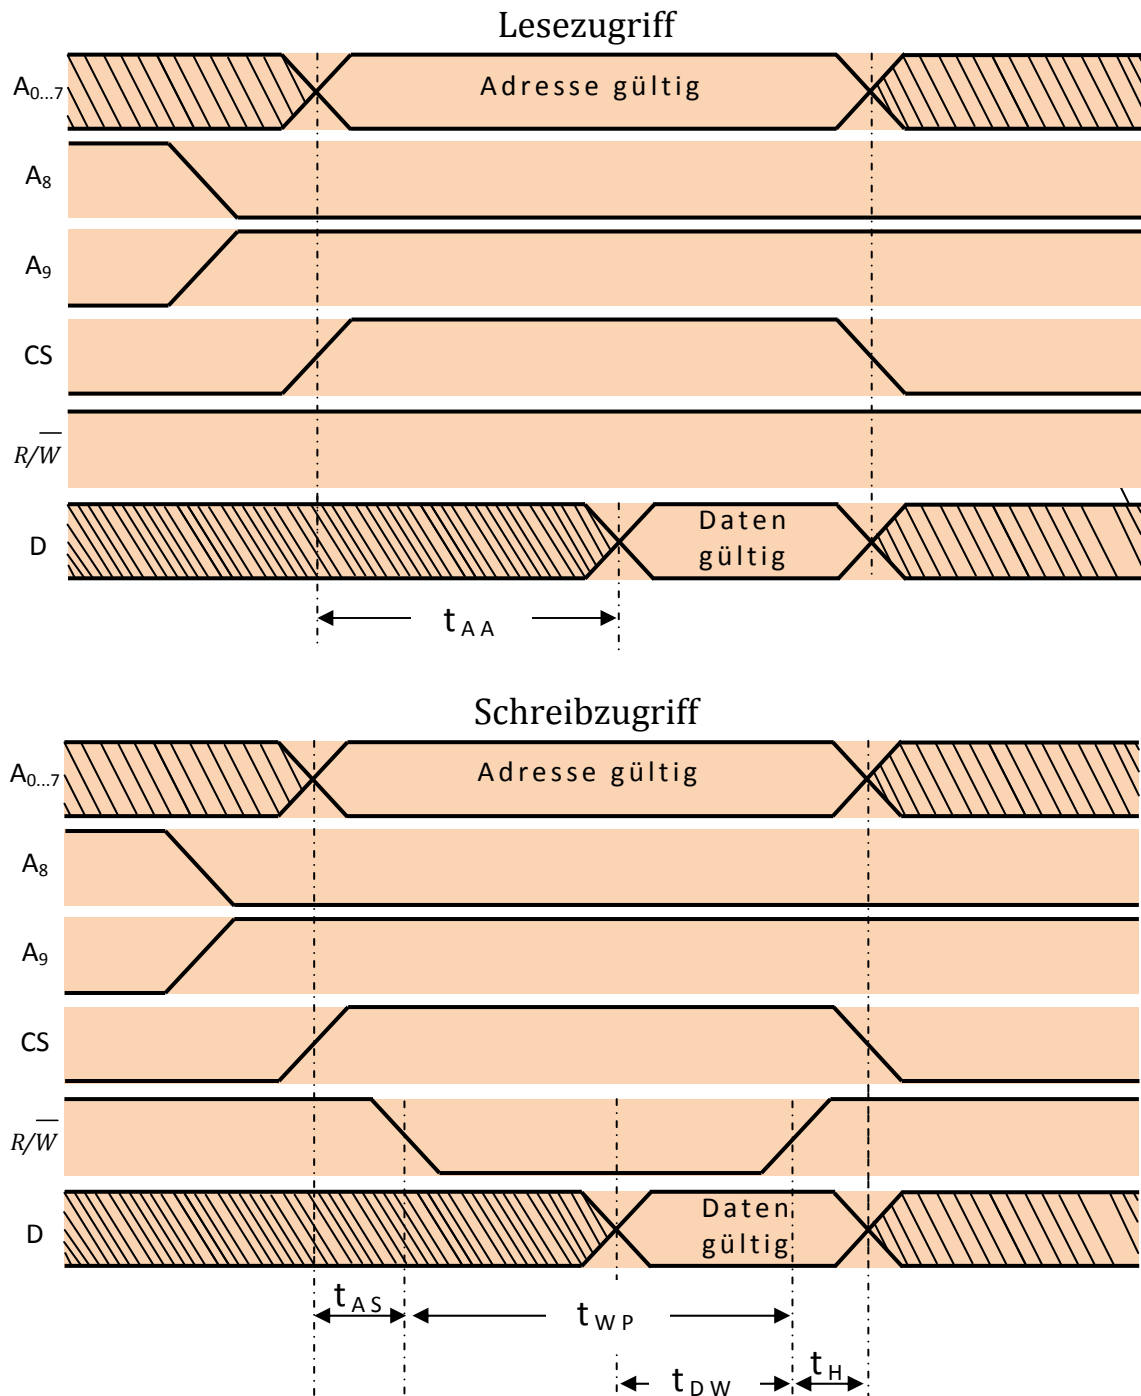 Lesezugriff
A0...7 Adresse gültig
A8
A9
CS
R/W̅
D Daten
gültig
tAA
Schreibzugriff
A0...7 Adresse gültig
A8
A9
CS
R/W̅
D Daten
gültig
tAS tWP
tDW tH